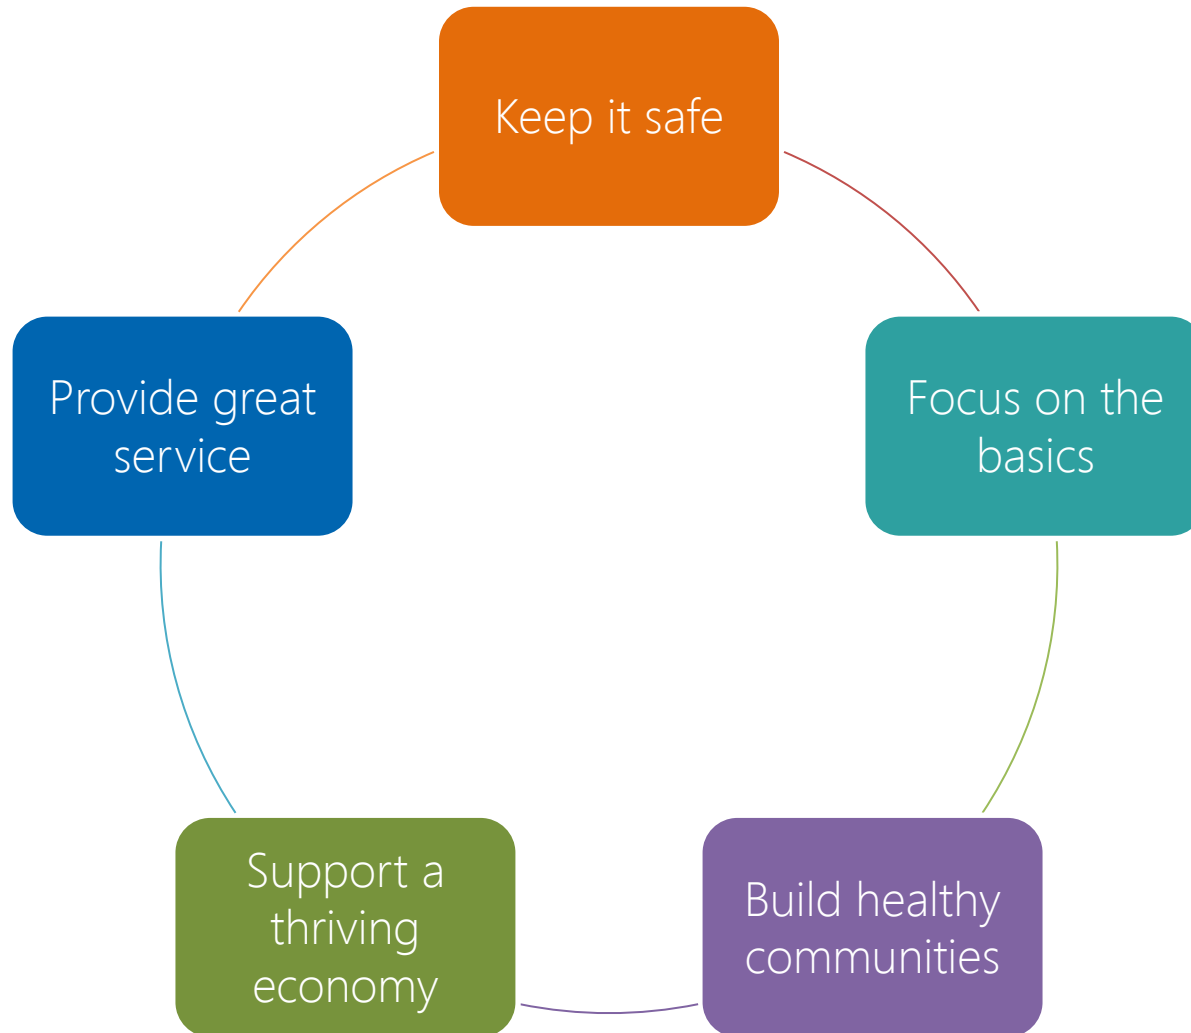 Keep it safe
Provide great
service
Focus on the
basics
Support a
thriving
economy
Build healthy
communities